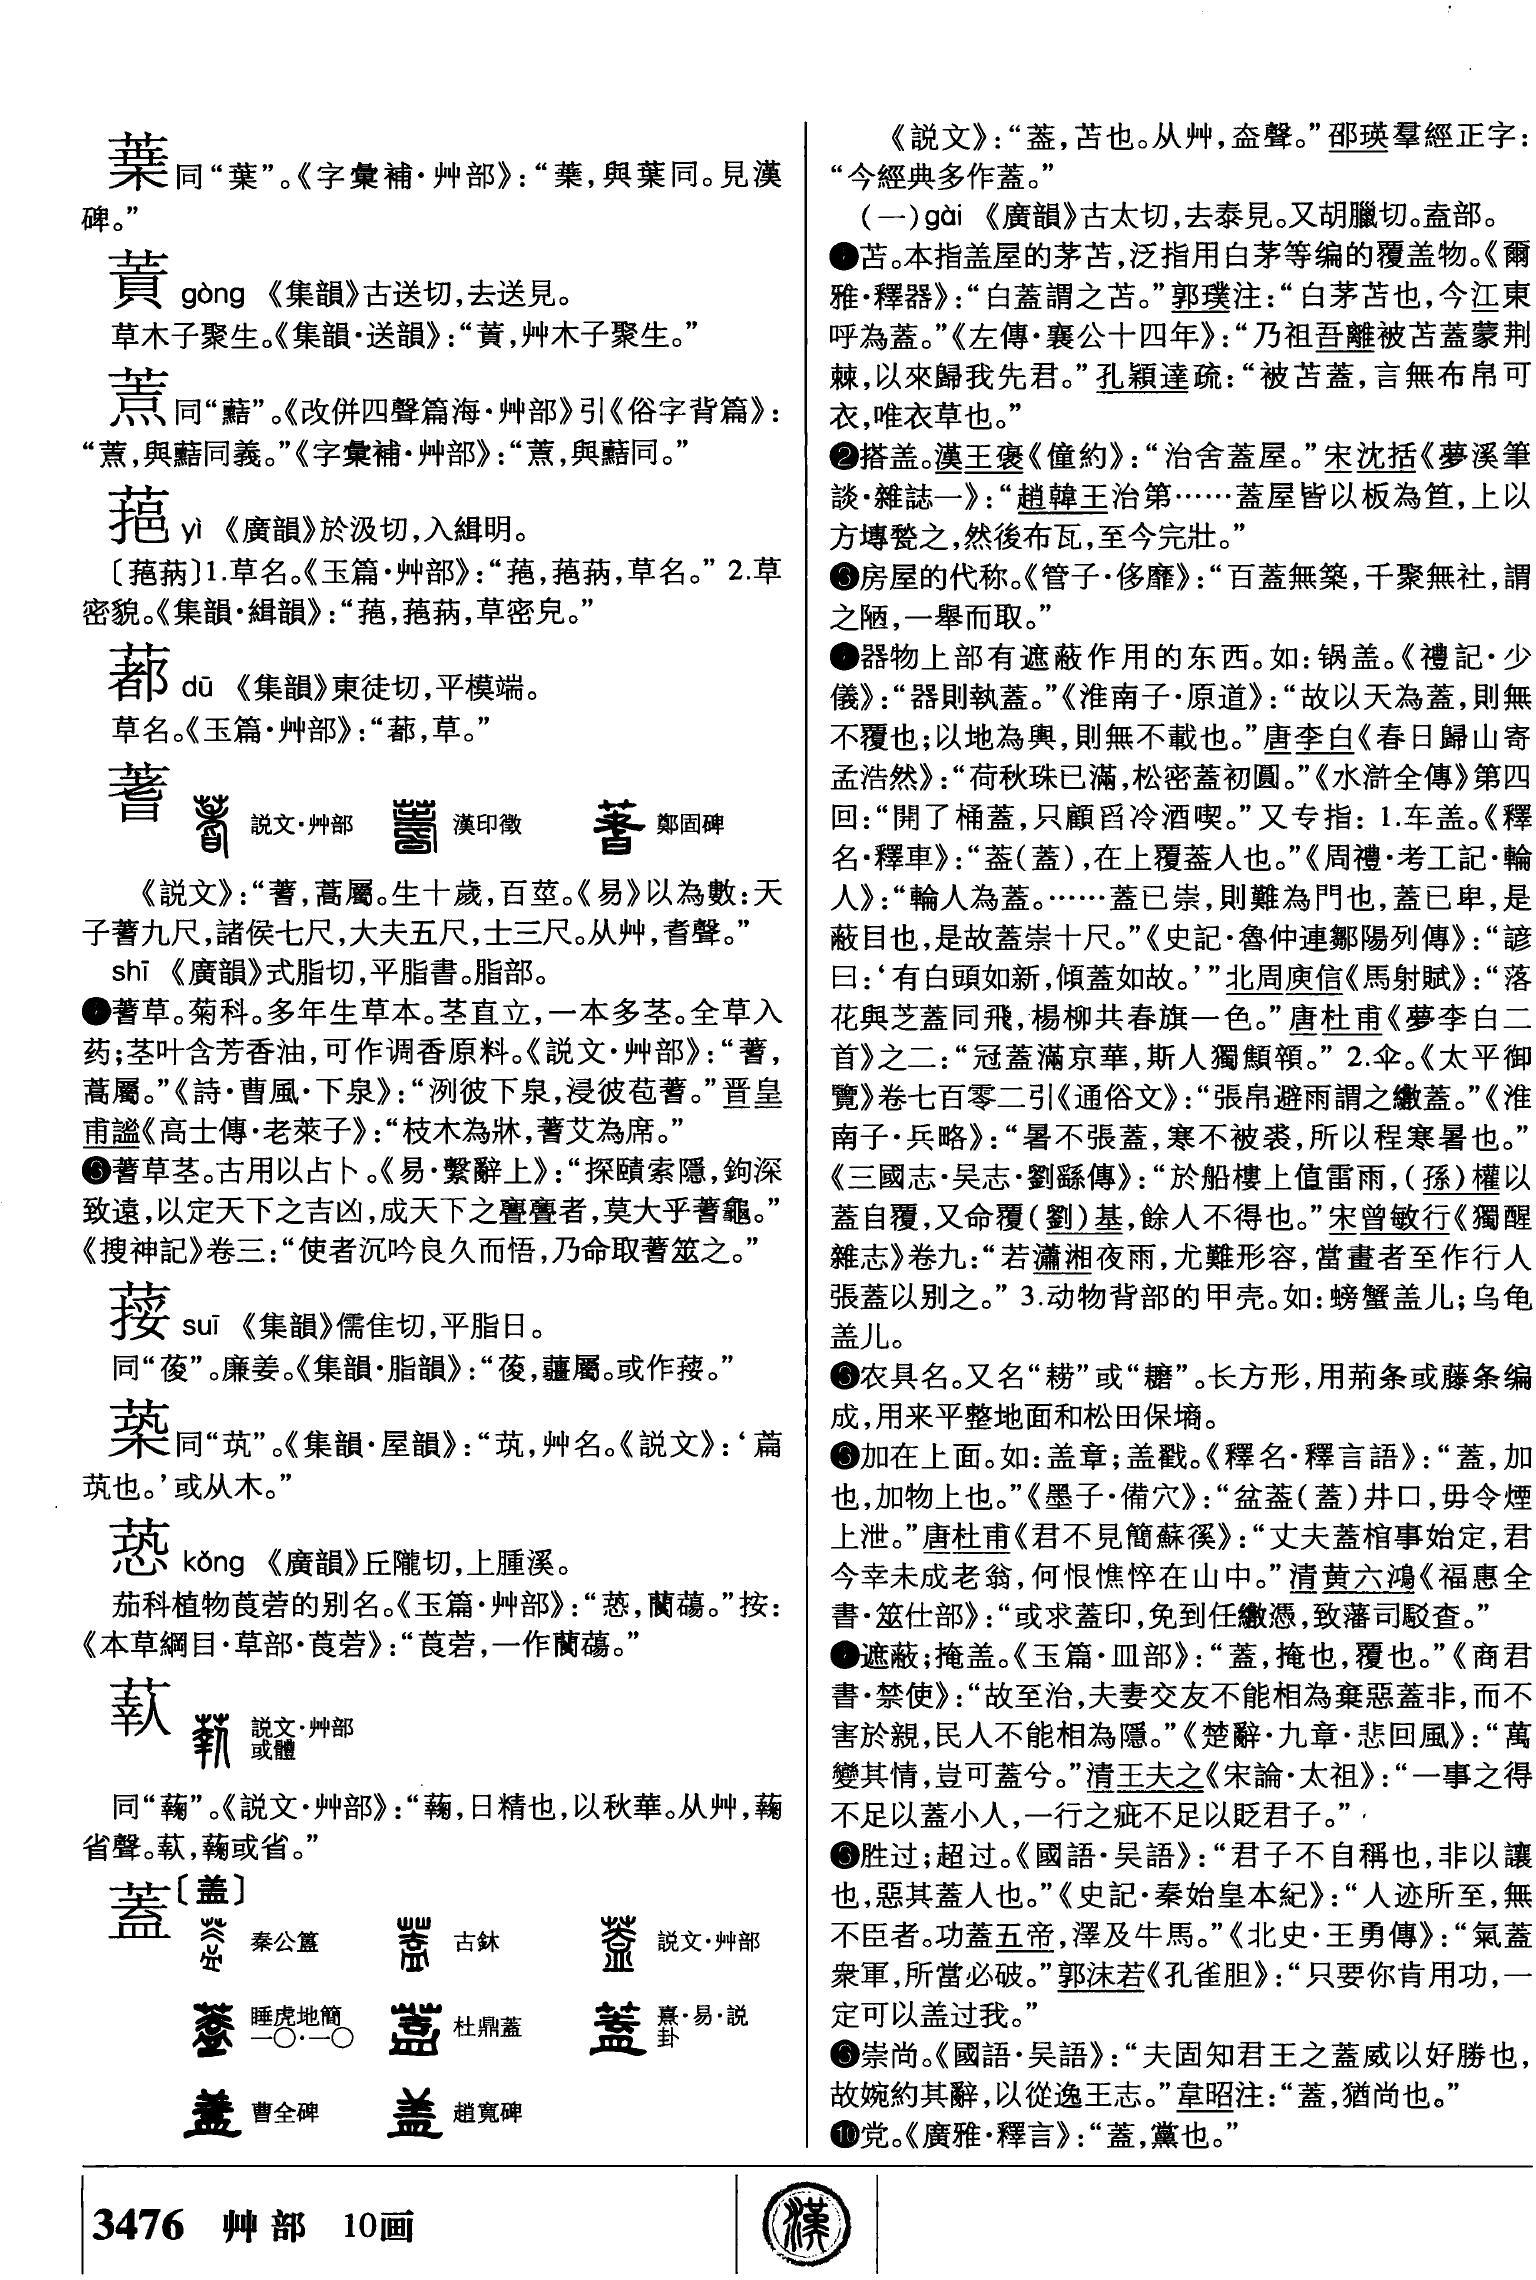 同“葉”。《字彙補·艸部》：“葉，與葉同。見漢
碑。”
gòng 《集韻》古送切，去送見。
草木子聚生。《集韻·送韻》：“蕢，艸木子聚生。”
同“蘸”。《改併四聲篇海·艸部》引《俗字背篇》：
《字彙補·艸部》
䓃 yì 《廣韻》於汲切，入緝明。
1.草名。《玉篇·艸部》：草名。” 2.草
密貌。《集韻·緝韻》：草密皃。”
蒪 dū 《集韻》東徒切，平模端。
草名。《玉篇·艸部》：草。”
蓍 説文·艸部 漢印徵 鄭固碑
《説文》：“蓍，蒿屬。生十歲，百莖。《易》以為數：天
子蓍九尺，諸侯七尺，大夫五尺，士三尺。从艸，耆聲。”
shī 《廣韻》式脂切，平脂書。脂部。
❶蓍草。菊科。多年生草本。茎直立，一本多茎。全草入
药；茎叶含芳香油，可作调香原料。《説文·艸部》：“蓍，
蒿屬。”《詩·曹風·下泉》：“洌彼下泉，浸彼苞蓍。”晋皇
甫謐《高士傳·老萊子》：“枝木為牀，蓍艾為席。”
蓍草茎。古用以占卜。《易·繫辭上》：“探賾索隱，鉤深
致遠，以定天下之吉凶，成天下之亹亹者，莫大乎蓍龜。”
《搜神記》卷三：“使者沉吟良久而悟，乃命取蓍筮之。”
suī 《集韻》儒隹切，平脂日。
同“荽”。廉姜。《集韻·脂韻》：薑屬。或作
同“茿”。《集韻·屋韻》：“茿，艸名。《説文》：‘萹
茿也。’或从木。”
kǒng 《廣韻》丘隴切，上腫溪。
茄科植物莨菪的别名。《玉篇·艸部》：按：
《本草綱目·草部·莨菪》：“莨菪，一作蘭蕩。”
説文·艸部
或體
《説文·艸部》：日精也，以秋華。从艸，
省聲。或省。”
蓋〔盖〕
秦公簋 古鉢 説文·艸部
睡虎地簡 杜鼎蓋 熹·易·説
一〇·一〇 卦
曹全碑 趙寬碑
《説文》：“葢，苫也。从艸，盇聲。”邵瑛羣經正字：
“今經典多作蓋。”
（一）gài 《廣韻》古太切，去泰見。又胡臘切。盍部。
❶苫。本指盖屋的茅苫，泛指用白茅等编的覆盖物。《爾
雅·釋器》：“白蓋謂之苫。”郭璞注：“白茅苫也，今江東
呼為蓋。”《左傳·襄公十四年》：“乃祖吾離被苫蓋蒙荆
棘，以來歸我先君。”孔穎達疏：“被苫蓋，言無布帛可
衣，唯衣草也。”
❷搭盖。漢王褒《僮約》：“治舍蓋屋。”宋沈括《夢溪筆
談·雜誌一》：“趙韓王治第……蓋屋皆以板為笪，上以
方塼甃之，然後布瓦，至今完壯。”
❸房屋的代称。《管子·侈靡》：“百蓋無築，千聚無社，謂
之陋，一舉而取。”
❹器物上部有遮蔽作用的东西。如：锅盖。《禮記·少
儀》：“器則執蓋。”《淮南子·原道》：“故以天為蓋，則無
不覆也；以地為輿，則無不載也。”唐李白《春日歸山寄
孟浩然》：“荷秋珠已滿，松密蓋初圓。”《水滸全傳》第四
回：“開了桶蓋，只顧舀冷酒喫。”又专指：1.车盖。《釋
名·釋車》：“葢（蓋），在上覆葢人也。”《周禮·考工記·輪
人》：“輪人為蓋。……蓋已崇，則難為門也，蓋已卑，是
蔽目也，是故蓋崇十尺。”《史記·魯仲連鄒陽列傳》：“諺
曰：‘有白頭如新，傾蓋如故。’”北周庾信《馬射賦》：“落
花與芝蓋同飛，楊柳共春旗一色。”唐杜甫《夢李白二
首》之二：“冠蓋滿京華，斯人獨顦顇。” 2.伞。《太平御
覽》卷七百零二引《通俗文》：“張帛避雨謂之繖蓋。”《淮
南子·兵略》：“暑不張蓋，寒不被裘，所以程寒暑也。”
《三國志·吴志·劉繇傳》：“於船樓上值雷雨，（孫）權以
蓋自覆，又命覆（劉）基，餘人不得也。”宋曾敏行《獨醒
雜志》卷九：“若瀟湘夜雨，尤難形容，當畫者至作行人
張蓋以别之。” 3.动物背部的甲壳。如：螃蟹盖儿；乌龟
盖儿。
❺农具名。又名“耢”或“耱”。长方形，用荆条或藤条编
成，用来平整地面和松田保墒。
❻加在上面。如：盖章；盖戳。《釋名·釋言語》：“蓋，加
也，加物上也。”《墨子·備穴》：“盆葢（蓋）井口，毋令煙
上泄。”唐杜甫《君不見簡蘇徯》：“丈夫蓋棺事始定，君
今幸未成老翁，何恨憔悴在山中。”清黄六鴻《福惠全
書·筮仕部》：“或求蓋印，免到任繳憑，致藩司駁查。”
❼遮蔽；掩盖。《玉篇·皿部》：“蓋，掩也，覆也。”《商君
書·禁使》：“故至治，夫妻交友不能相為棄惡蓋非，而不
害於親，民人不能相為隱。”《楚辭·九章·悲回風》：“萬
變其情，豈可蓋兮。”清王夫之《宋論·太祖》：“一事之得
不足以蓋小人，一行之疵不足以貶君子。”
❽胜过；超过。《國語·吴語》：“君子不自稱也，非以讓
也，惡其蓋人也。”《史記·秦始皇本紀》：“人迹所至，無
不臣者。功蓋五帝，澤及牛馬。”《北史·王勇傳》：“氣蓋
衆軍，所當必破。”郭沫若《孔雀胆》：“只要你肯用功，一
定可以盖过我。”
❾崇尚。《國語·吴語》：“夫固知君王之蓋威以好勝也，
故婉約其辭，以從逸王志。”韋昭注：“蓋，猶尚也。”
❿党。《廣雅·釋言》：“蓋，黨也。”
3476 艸部 10画
漢